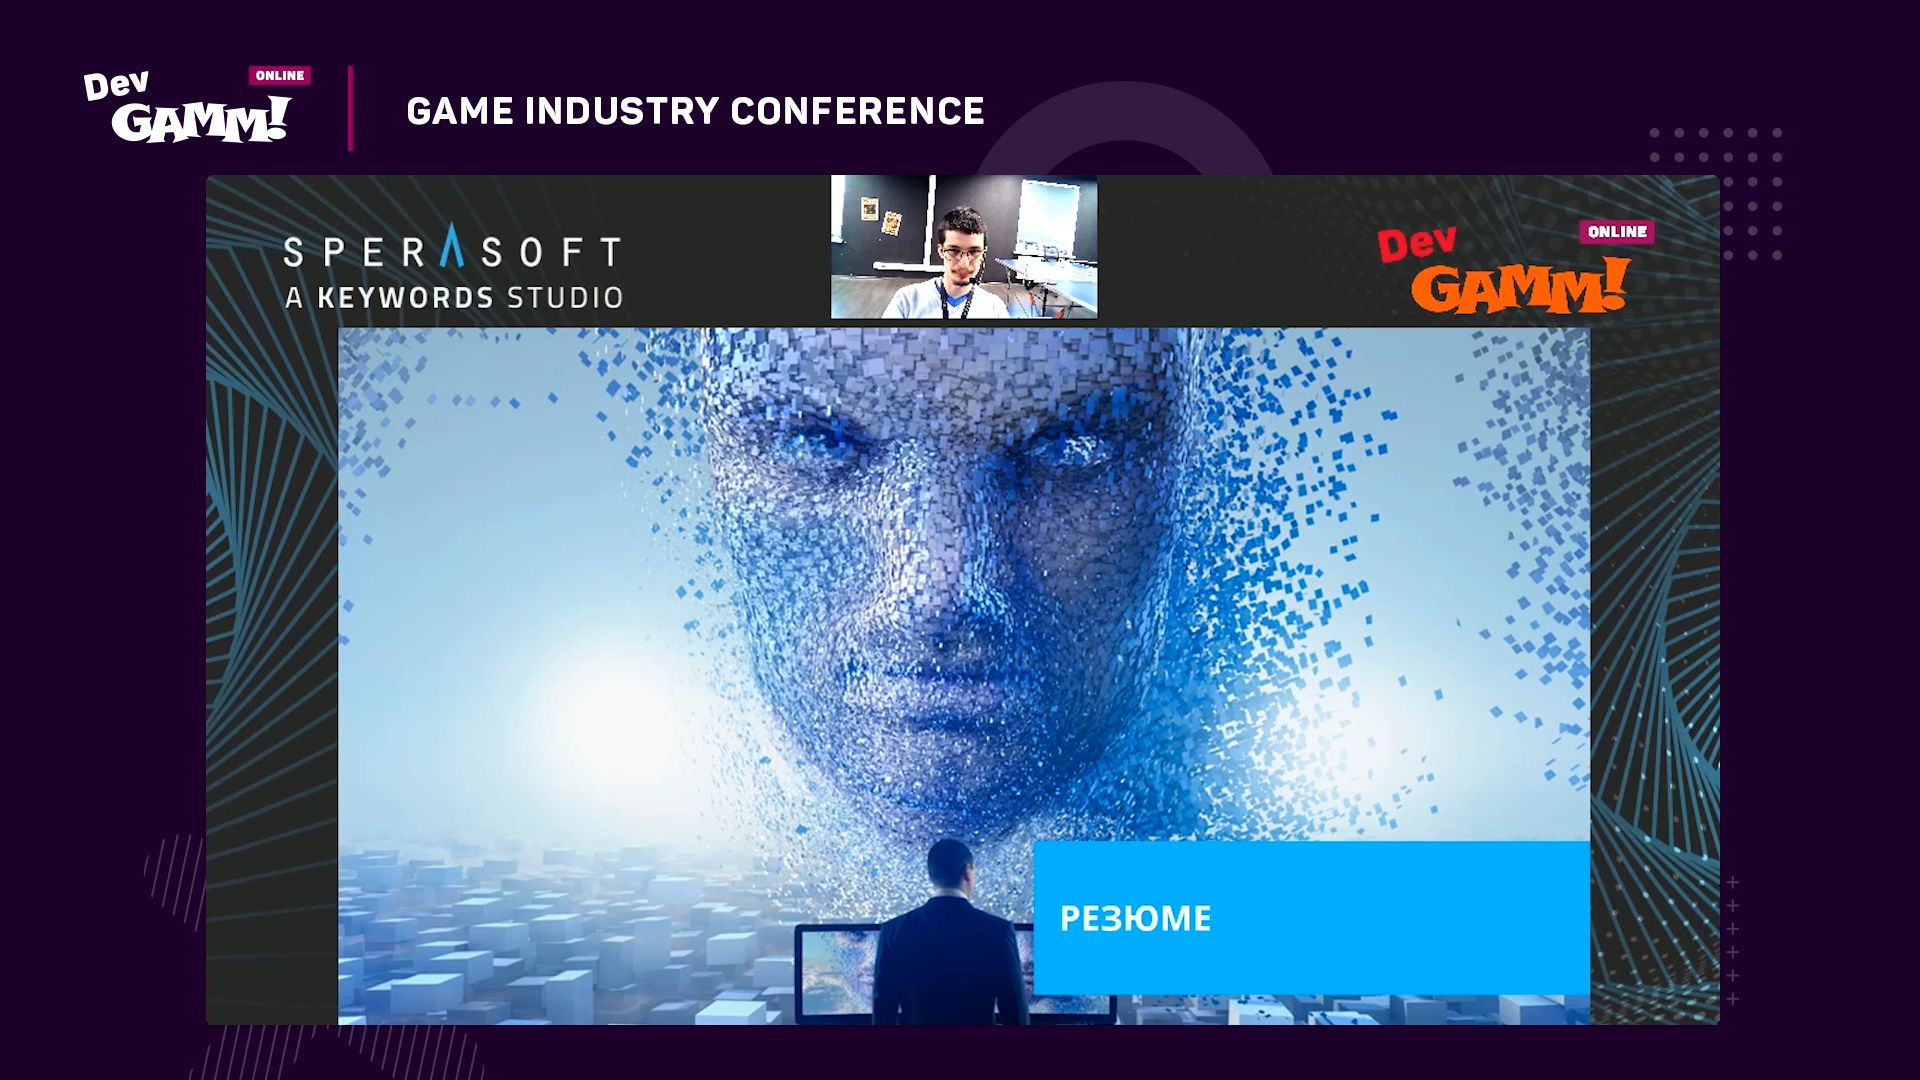 Dev
GAMM!
ONLINE
GAME INDUSTRY CONFERENCE
SPERASOFT
A KEYWORDS STUDIO
Dev
GAMM!
ONLINE
РЕЗЮМЕ